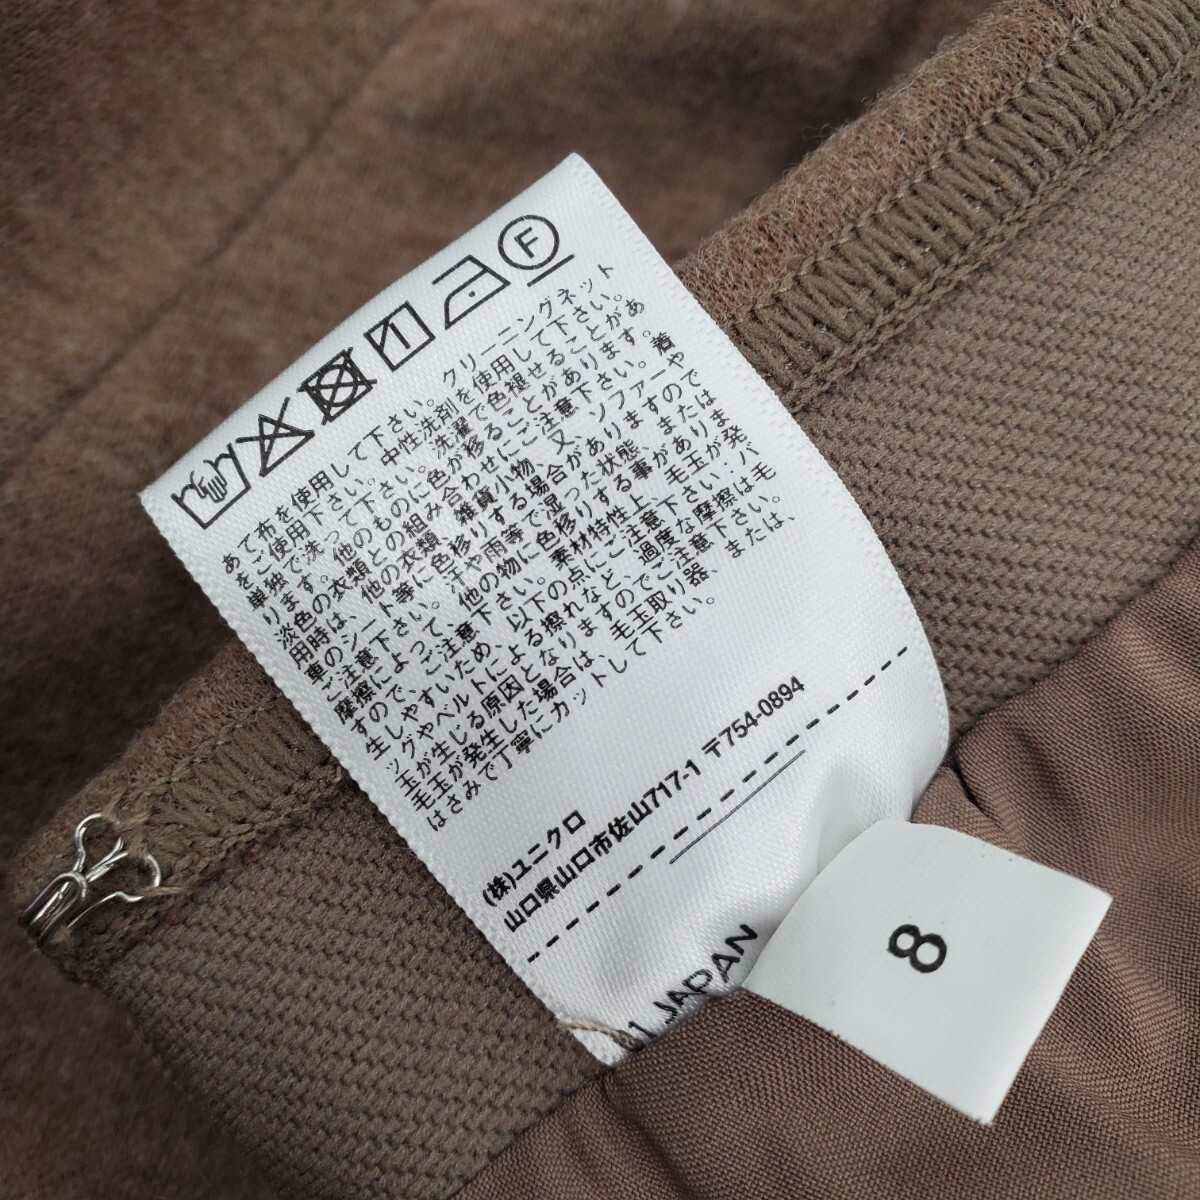 F
あて布を使用して下さい。クリーニングネット
をご使用下さい。中性洗剤を使用して下さい。
単独で洗って下さい。洗濯で色褪せることがあ
ります。他のものに色が移ることがあります。
淡色の衣類との組み合わせにご注意下さい。着
用時は、他の衣類、雑貨小物、又、ソファーや
車のシート等に色移りする場合がありますので
ご注意下さい。汗や雨等で湿った状態、または
摩擦によって、他の物に色移りする事がありま
すので、ご注意下さい。素材特性上、毛玉が発
生しやすいため、以下の点にご注意下さい:バ
ッグやベルトによる擦れなど、過度な摩擦は毛
玉が生じる原因となりますのでご注意下さい。
毛玉が発生した場合は、毛玉取り器、または、
はさみで丁寧にカットして下さい。
(株)ユニクロ
山口県山口市佐山717-1 〒754-0894
JAPAN
8